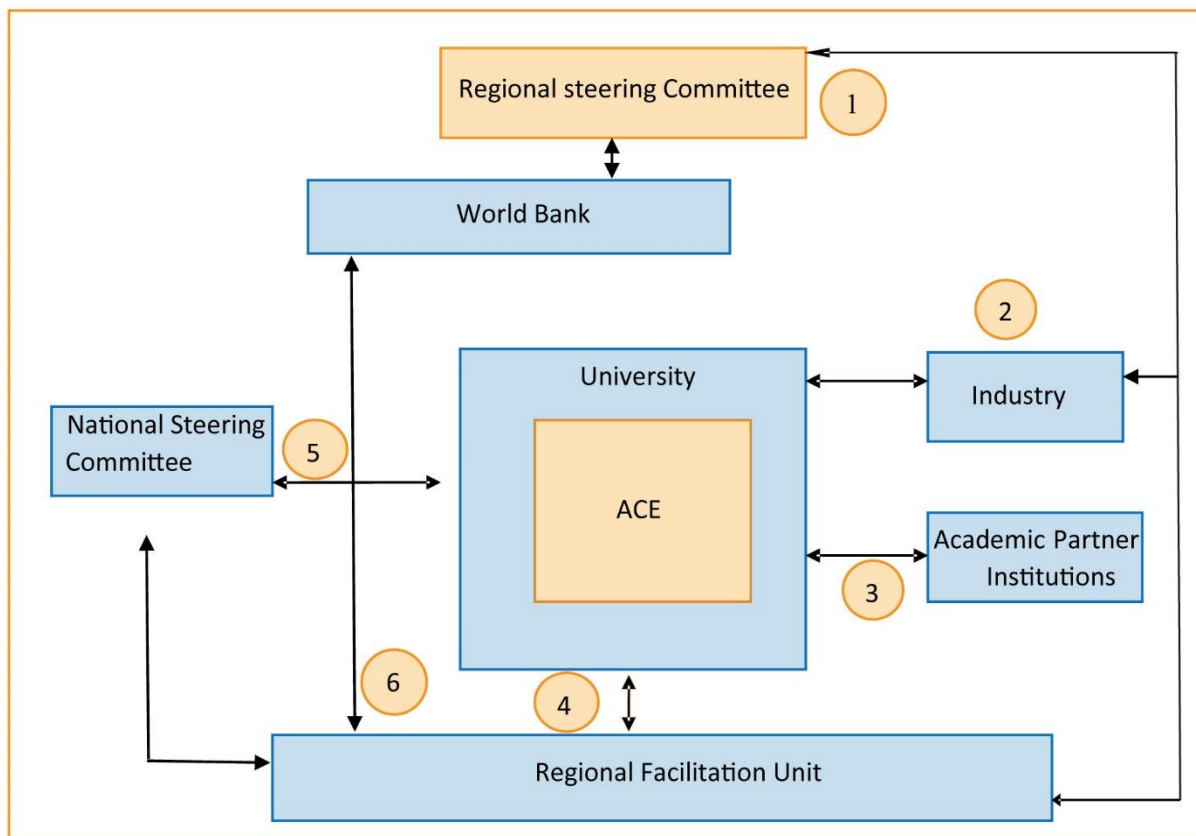 Regional steering Committee
1
World Bank
2
University
Industry
National Steering
Committee
5
ACE
Academic Partner
Institutions
3
6
4
Regional Facilitation Unit